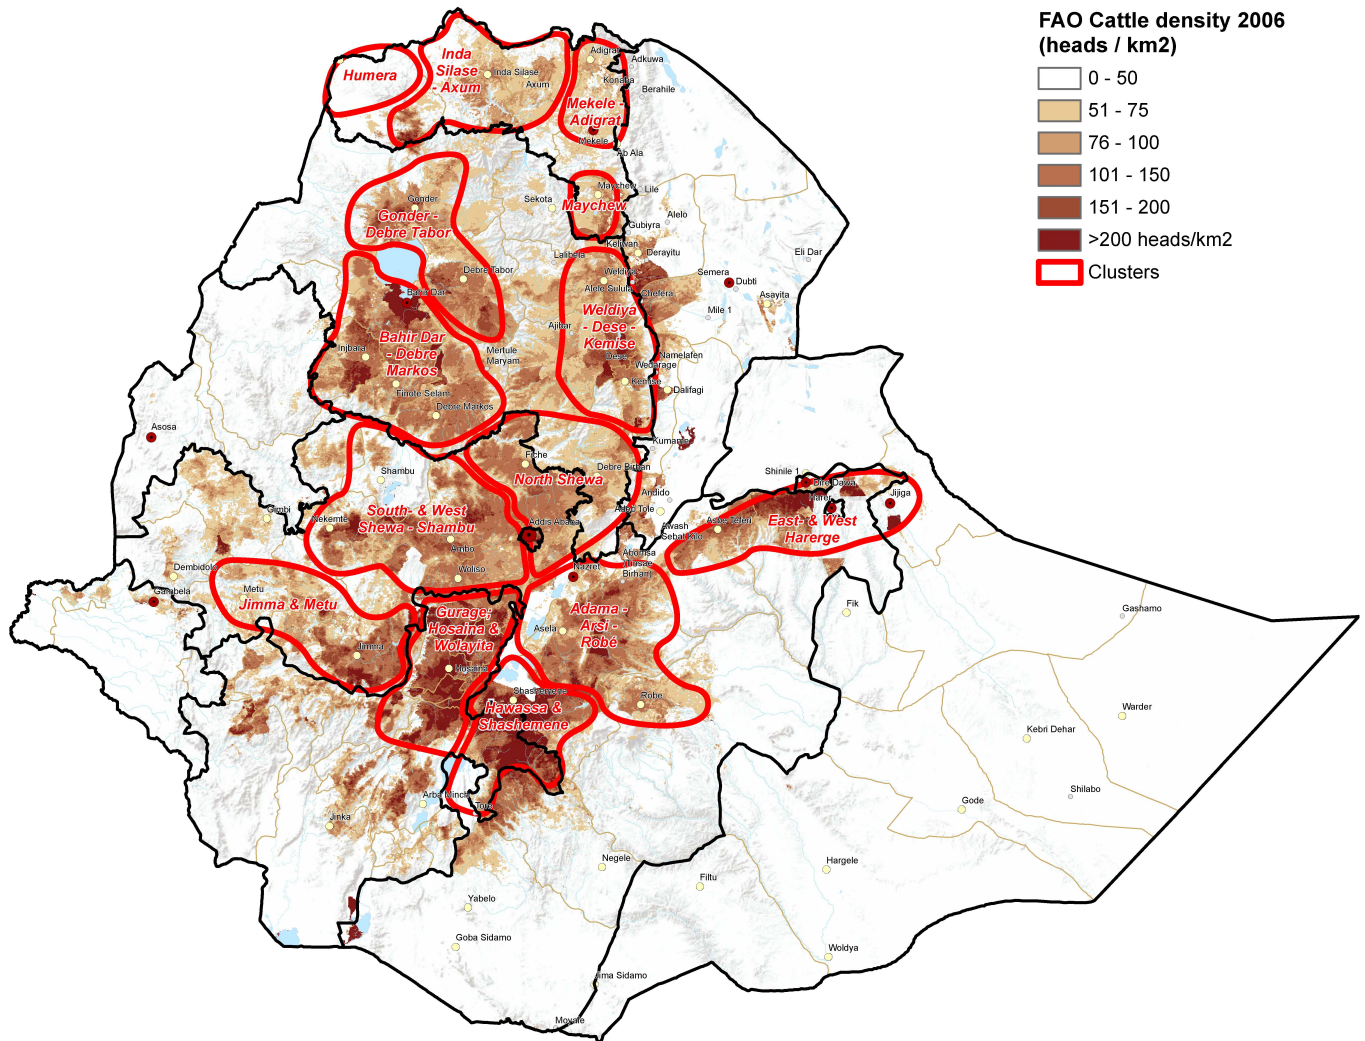 FAO Cattle density 2006
(heads / km2)
0 - 50
51 - 75
76 - 100
101 - 150
151 - 200
>200 heads/km2
Clusters
Humera
Inda
Silase
- Axum
Inda Silase
Axum
Adigrat
Adkuwa
Konaba
Berahile
Mekele -
Adigrat
Mekele
Ab Ala
Maychew
Lile
Maychew
Sekota
Alelo
Gubiyra
Gonder
Gonder -
Debre Tabor
Kelwan
Derayitu
Eli Dar
Lalibela
Debre Tabor
Weldiya
Semera
Dubti
Alele Sulula
Chefera
Asayita
Bahir Dar
Mile 1
Weldiya
- Dese -
Kemise
Ajibar
Bahir Dar
- Debre
Markos
Injbara
Mertule
Maryam
Dese
Namelafen
Wedarage
Kemise
Dalifagi
Finote Selam
Debre Markos
Asosa
Kumame
Fiche
Debre Birhan
Shambu
North Shewa
Shinile 1
Dire Dawa
Harer
Jijiga
Andido
Gimbi
Nekemte
South- & West
Shewa - Shambu
Addis Ababa
Awash
Sebat Kilo
Asbe Teferi
East- & West
Harerge
Ambo
Abomsa
Birhan)
Woliso
Nazret
Dembidolo
Gambela
Metu
Jimma & Metu
Gurage;
Hosaina &
Wolayita
Adama -
Arsi -
Robe
Asela
Fik
Gashamo
Jimma
Hosaina
Shashemene
Robe
Hawassa &
Shashemene
Warder
Kebri Dehar
Shilabo
Arba Minch
Tore
Gode
Jinka
Negele
Hargele
Filtu
Yabelo
Goba Sidamo
Woldya
ima Sidamo
Moyale